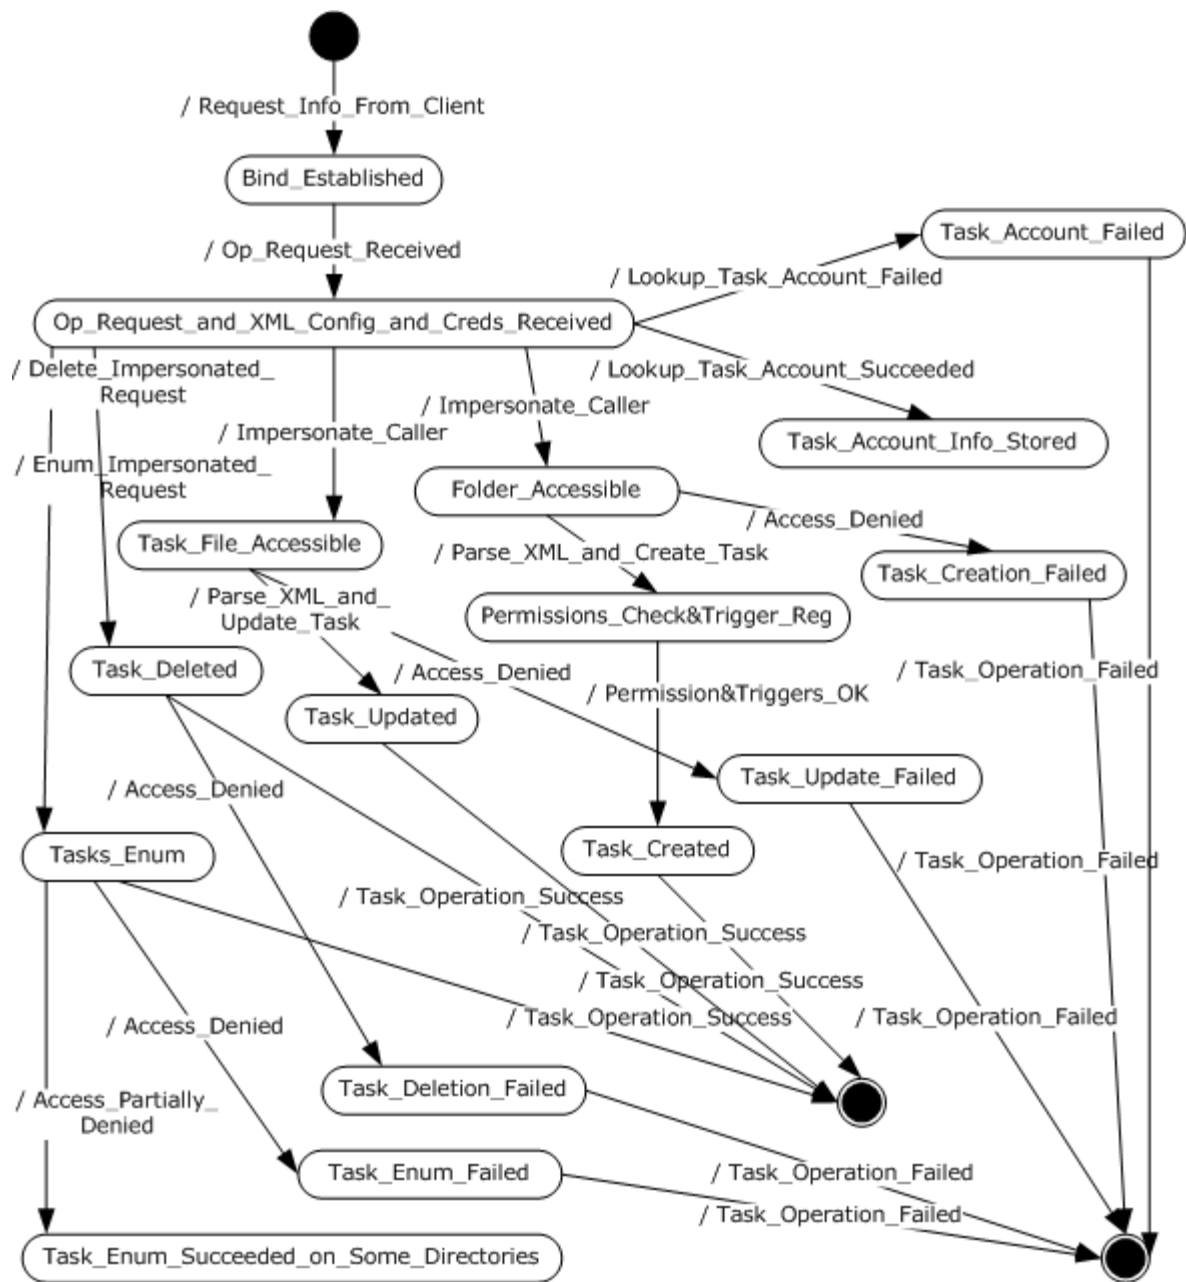 / Request_Info_From_Client
Bind_Established
/ Op_Request_Received
Task_Account_Failed
/ Lookup_Task_Account_Failed
Op_Request_and_XML_Config_and_Creds_Received
/ Delete_Impersonated_
Request
/ Lookup_Task_Account_Succeeded
/ Impersonate_Caller
/ Impersonate_Caller
Task_Account_Info_Stored
/ Enum_Impersonated_
Request
Folder_Accessible
/ Access_Denied
Task_File_Accessible
/ Parse_XML_and_Create_Task
Task_Creation_Failed
/ Parse_XML_and_
Update_Task
Permissions_Check&Trigger_Reg
Task_Deleted
/ Access_Denied
/ Task_Operation_Failed
/ Permission&Triggers_OK
Task_Updated
Task_Update_Failed
/ Access_Denied
Tasks_Enum
Task_Created
/ Task_Operation_Failed
/ Task_Operation_Success
/ Task_Operation_Success
/ Task_Operation_Success
/ Task_Operation_Success
/ Task_Operation_Failed
/ Access_Denied
Task_Deletion_Failed
/ Access_Partially_
Denied
Task_Enum_Failed
/ Task_Operation_Failed
/ Task_Operation_Failed
Task_Enum_Succeeded_on_Some_Directories